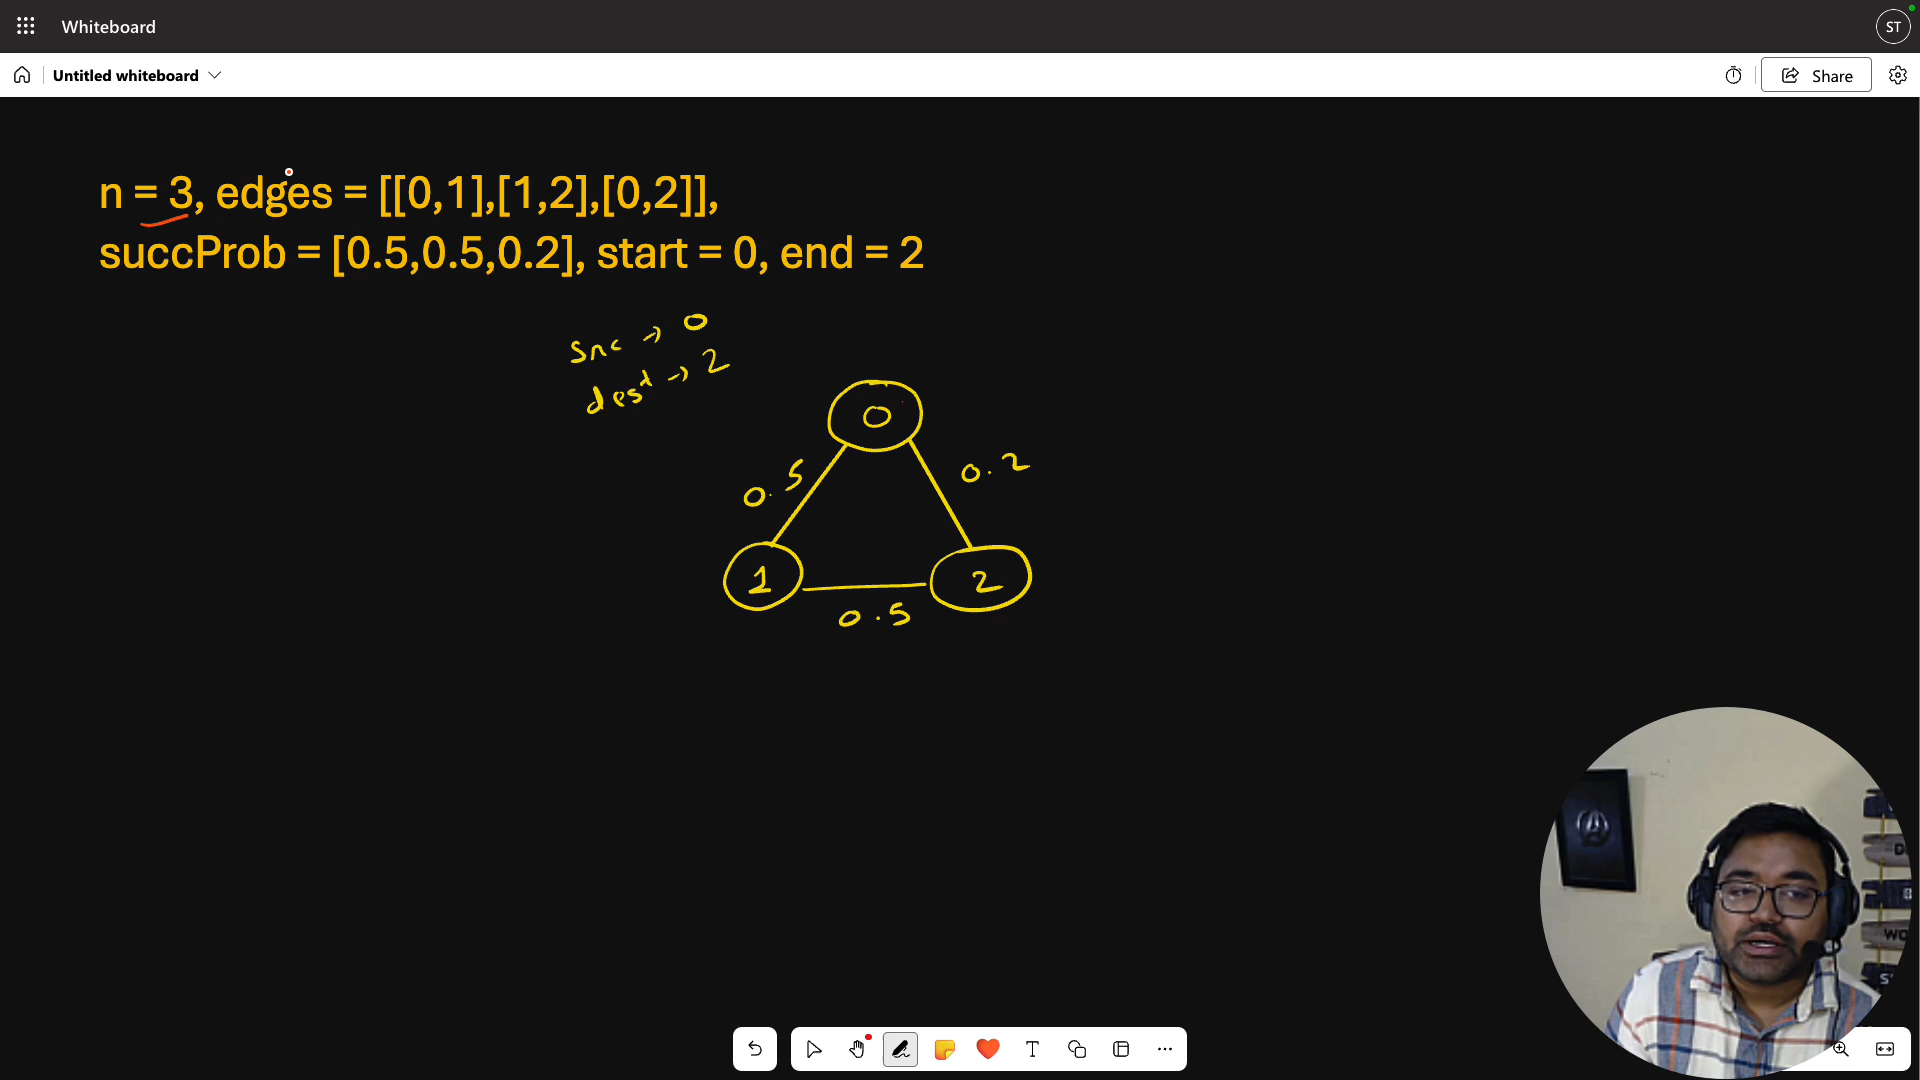 Whiteboard
ST
Untitled whiteboard
Share
n = 3, edges = [[0,1],[1,2],[0,2]],
succProb = [0.5,0.5,0.2], start = 0, end = 2
src → 0
dest → 2
0
0.5
0.2
1
2
0.5
T